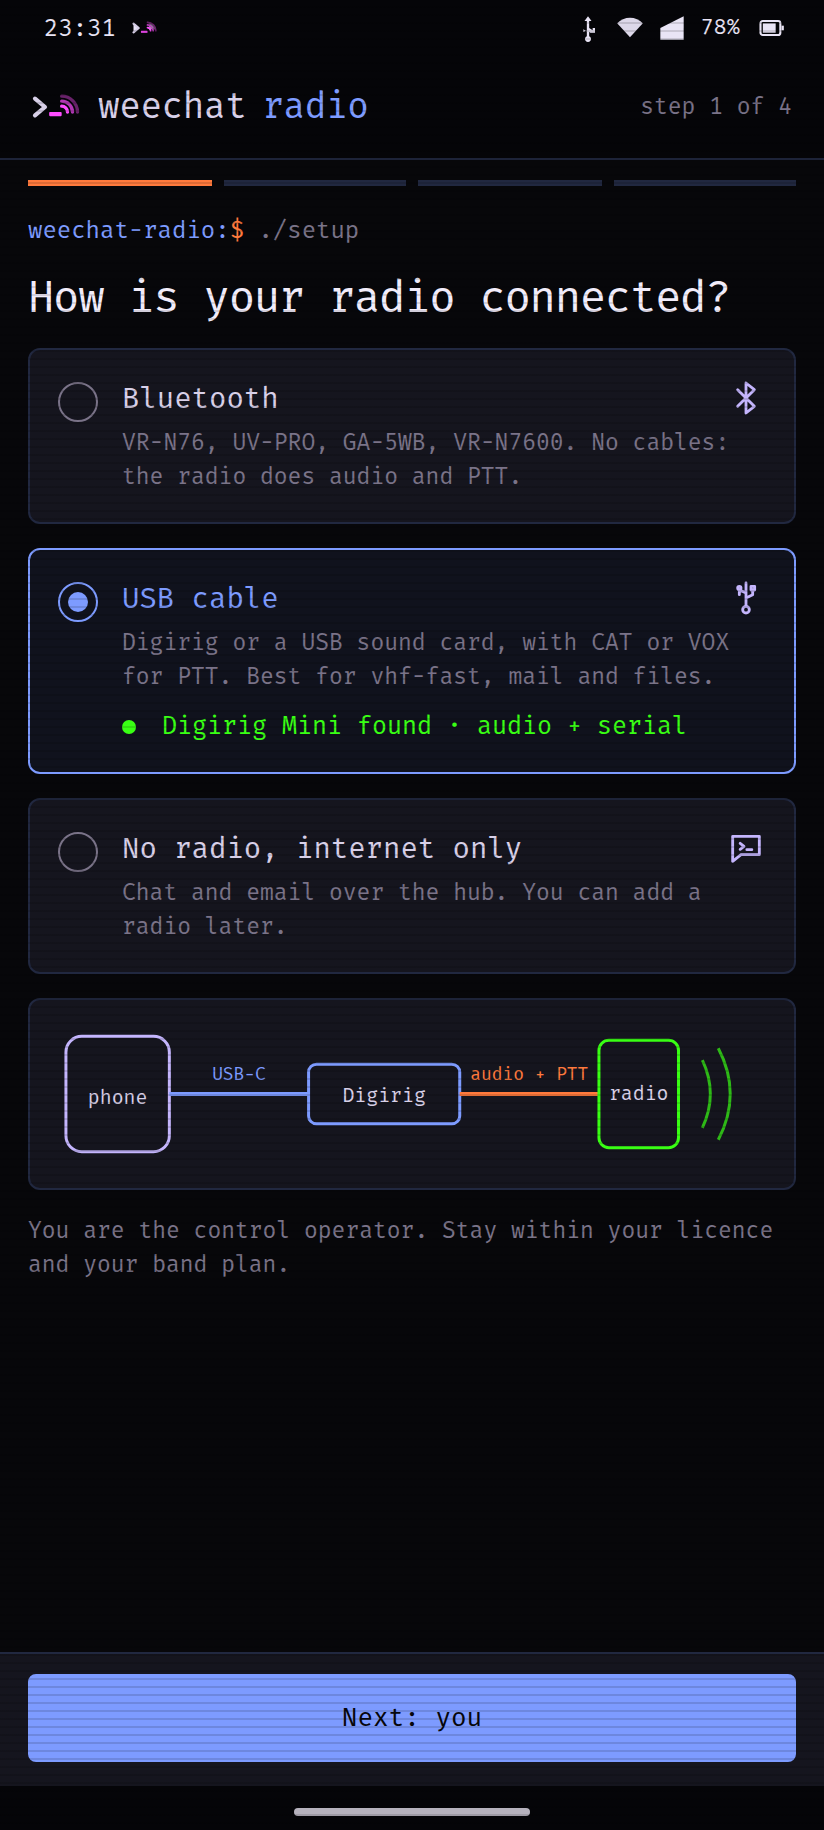 23:31
78%
weechat radio
step 1 of 4
weechat-radio:$ ./setup
How is your radio connected?
Bluetooth
VR-N76, UV-PRO, GA-5WB, VR-N7600. No cables:
the radio does audio and PTT.
USB cable
Digirig or a USB sound card, with CAT or VOX
for PTT. Best for vhf-fast, mail and files.
Digirig Mini found · audio + serial
No radio, internet only
Chat and email over the hub. You can add a
radio later.
phone
USB-C
Digirig
audio + PTT
radio
You are the control operator. Stay within your licence
and your band plan.
Next: you